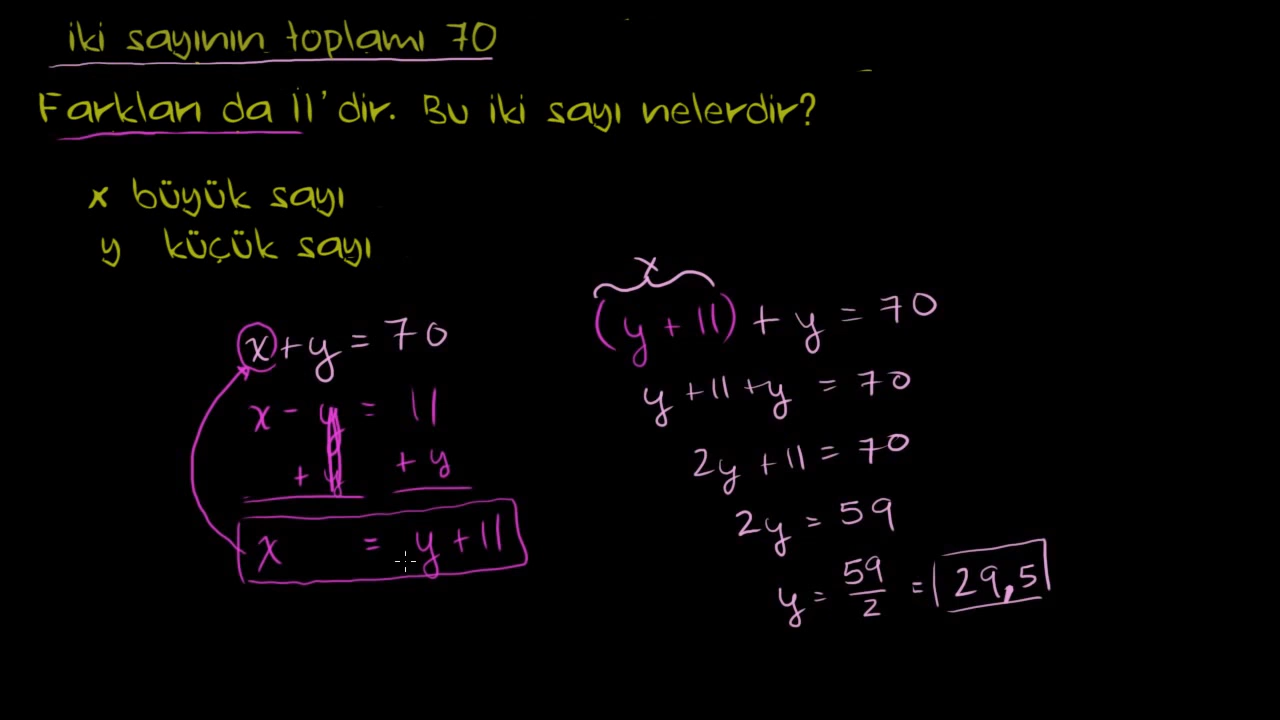 iki sayının toplamı 70
Farkları da 11'dir. Bu iki sayı nelerdir?
x büyük sayı
y küçük sayı
x + y = 70
x - y = 11
+ y + y
x = y + 11
x
(y + 11) + y = 70
y + 11 + y = 70
2y + 11 = 70
2y = 59
y = 59/2 = 29,5